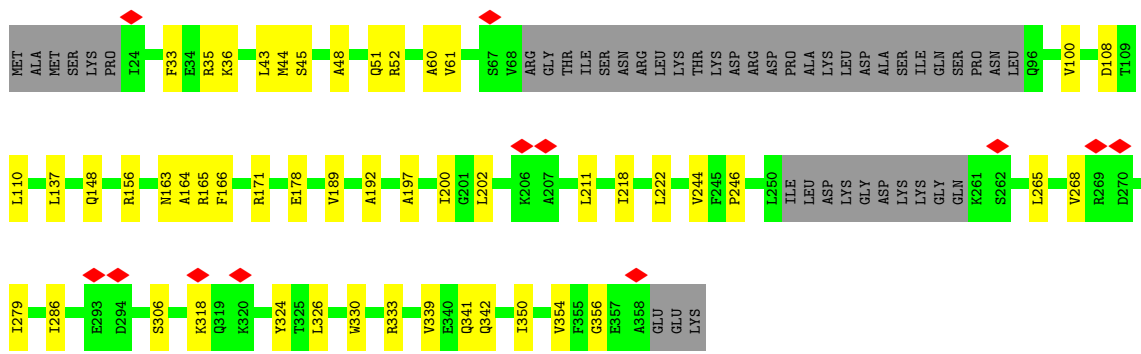 MET ALA MET SER LYS PRO I24 F33 E34 R35 K36 L43 M44 S45 A48 Q51 R52 A60 V61 S67 V68 ARG GLY THR ILE SER ASN ARG LEU LYS THR LYS ASP ARG ASP PRO ALA LYS LEU ASP ALA SER ILE GLN SER PRO ASN LEU Q96 V100 D108 T109
L110 L137 Q148 R156 N163 A164 R165 F166 R171 E178 V189 A192 A197 I200 G201 L202 K206 A207 L211 I218 L222 V244 F245 P246 L250 ILE LEU ASP LYS GLY ASP LYS LYS GLY GLN K261 S262 L265 V268 R269 D270
I279 I286 E293 D294 S306 K318 Q319 K320 Y324 T325 L326 W330 R333 V339 E340 Q341 Q342 I350 V354 F355 G356 E357 A358 GLU GLU LYS